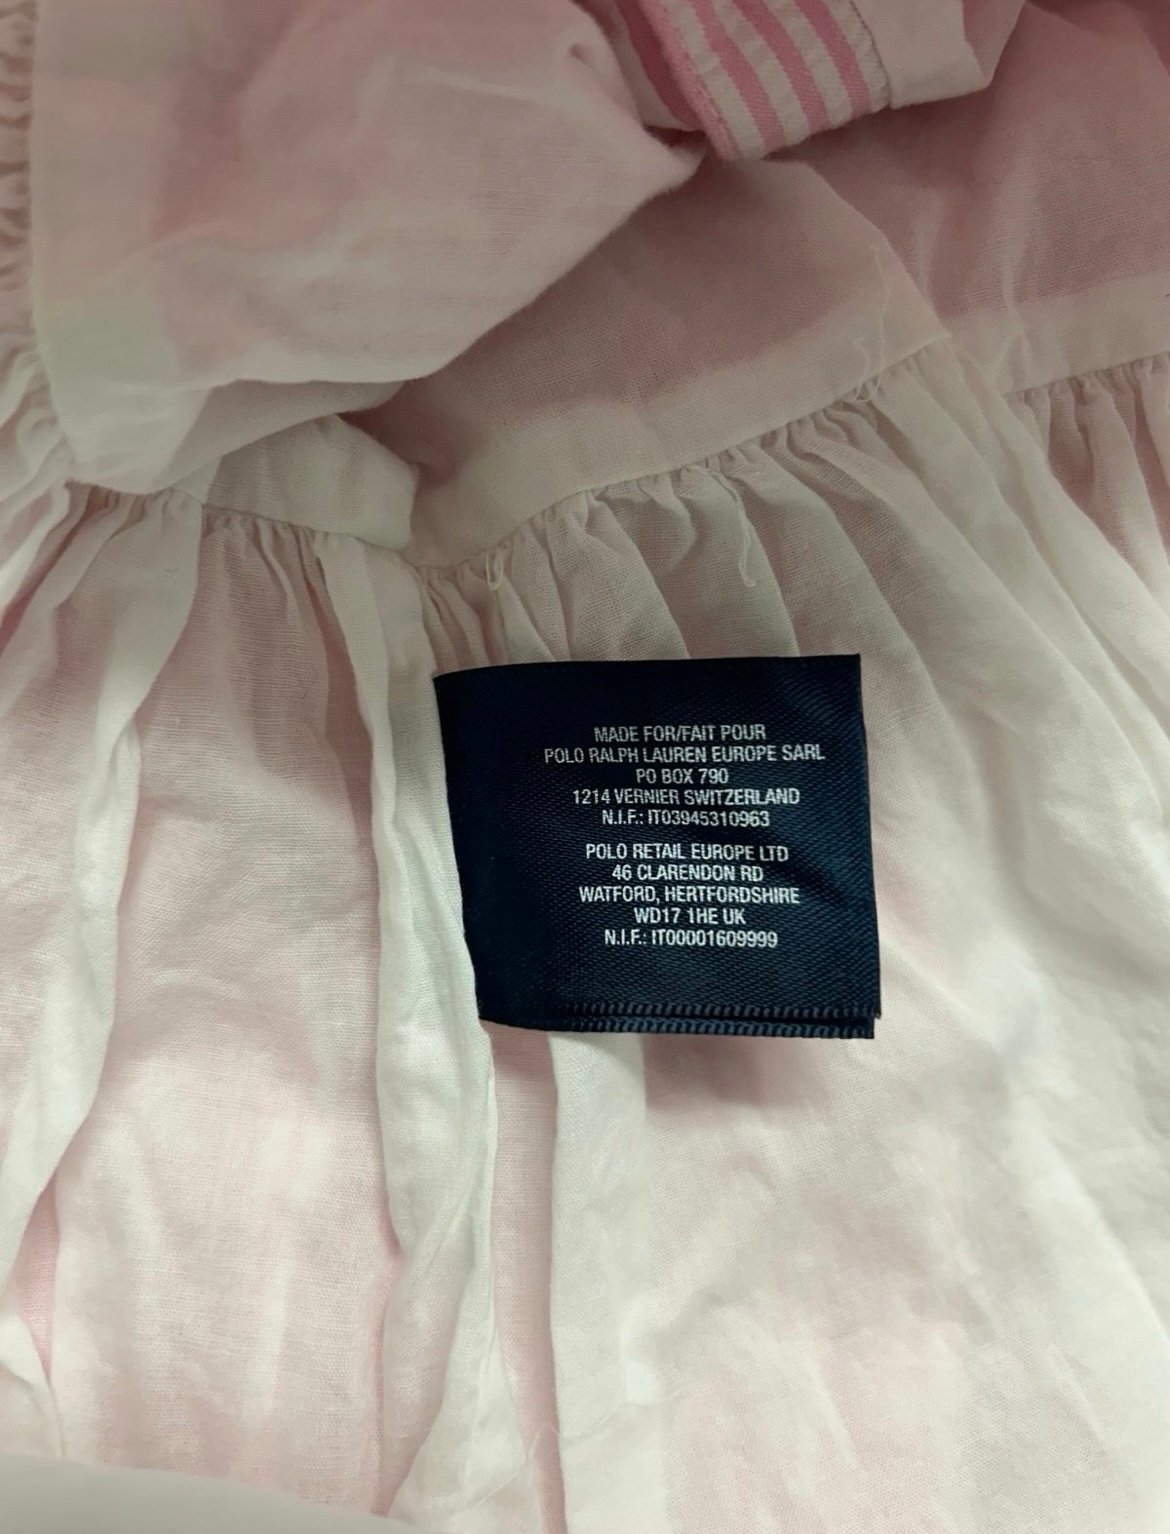 MADE FOR/FAIT POUR
POLO RALPH LAUREN EUROPE SARL
PO BOX 790
1214 VERNIER SWITZERLAND
N.I.F.: IT03945310963
POLO RETAIL EUROPE LTD
46 CLARENDON RD
WATFORD, HERTFORDSHIRE
WD17 1HE UK
N.I.F.: IT00001609999